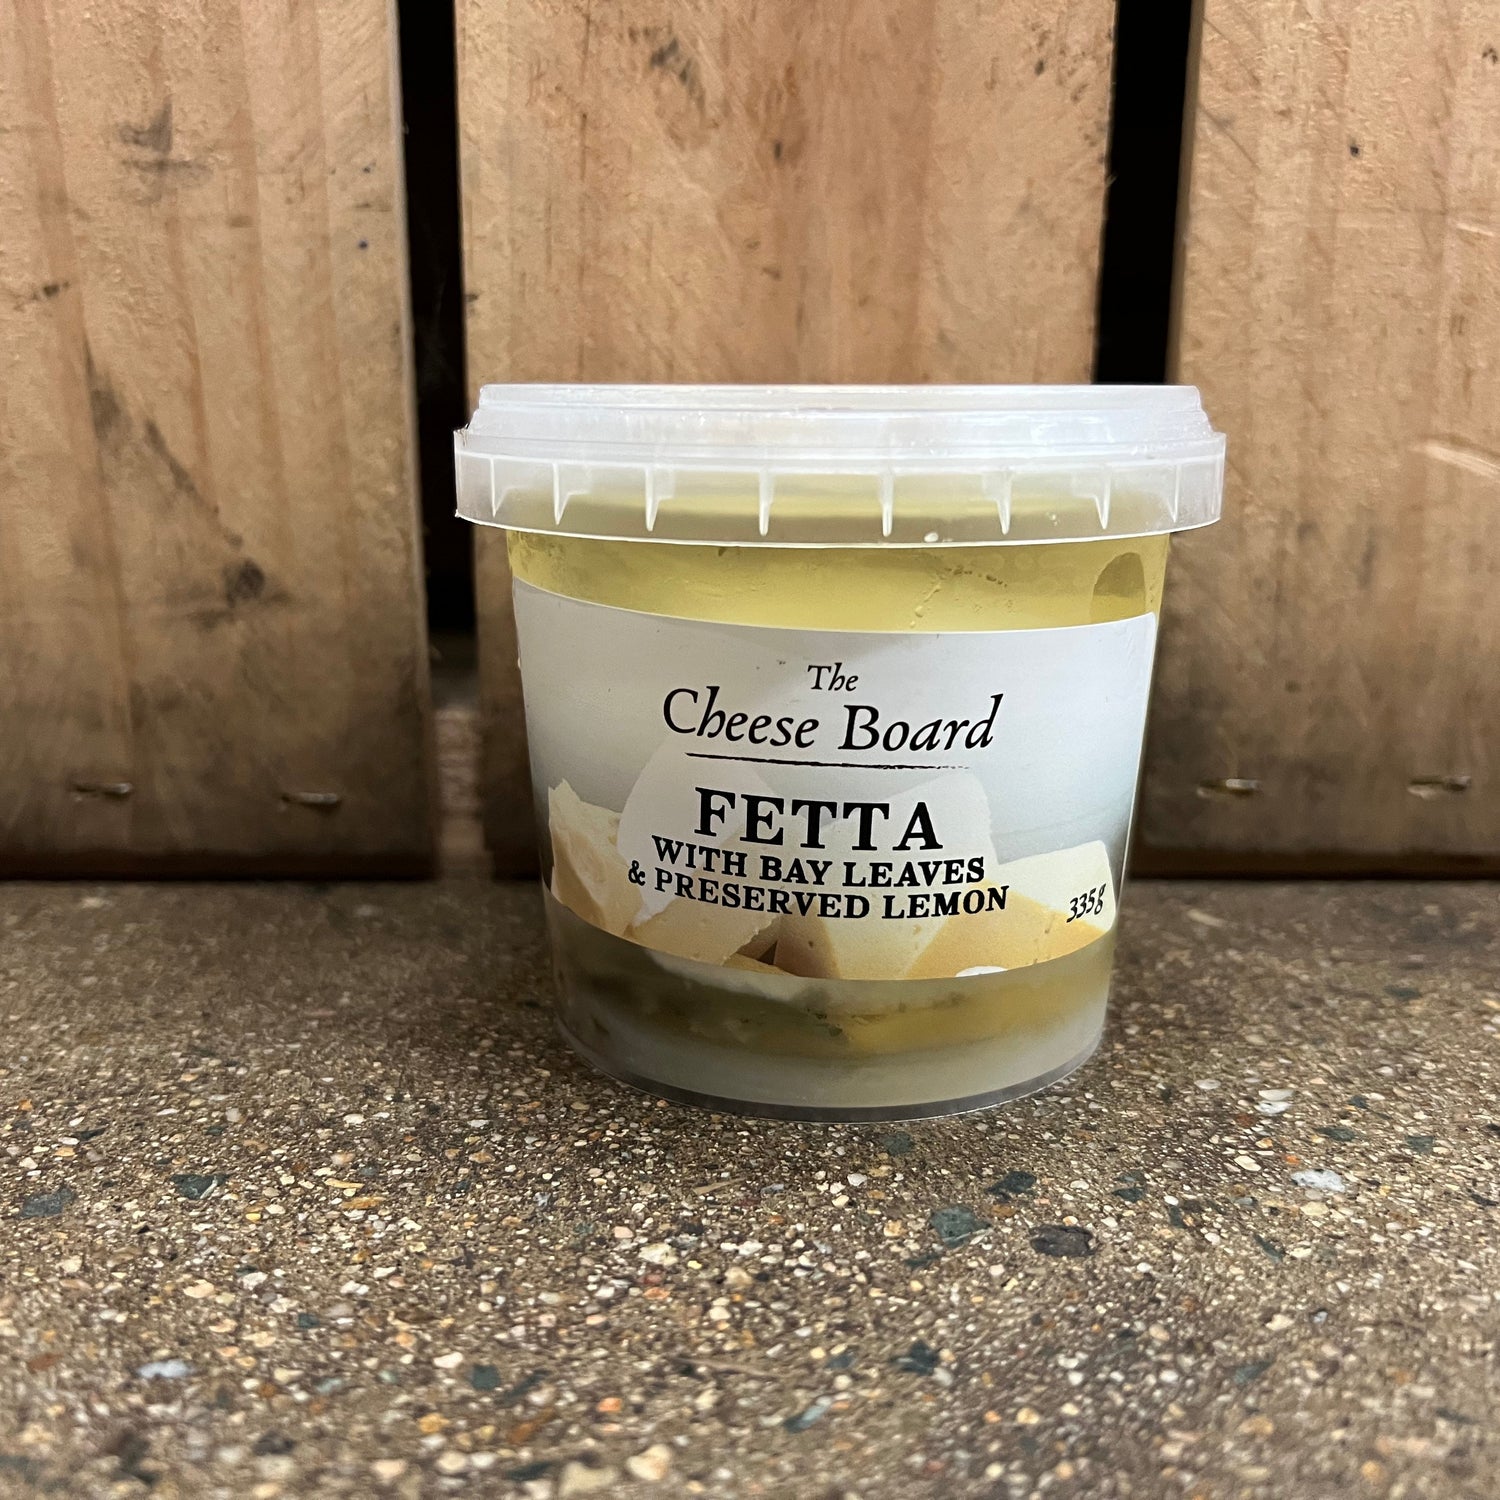 The
Cheese Board
FETTA
WITH BAY LEAVES
& PRESERVED LEMON
335g